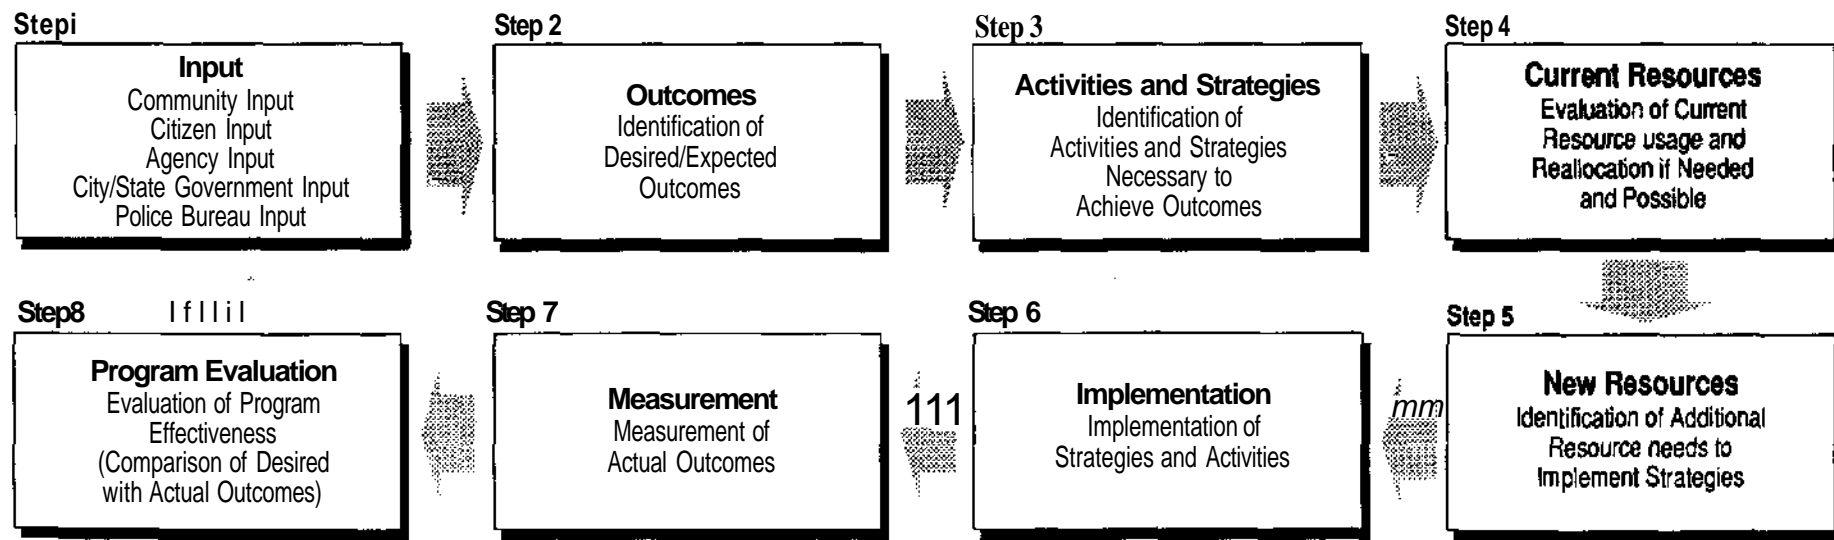 Stepi
Input
Community Input
Citizen Input
Agency Input
City/State Government Input
Police Bureau Input
Step 2
Outcomes
Identification of
Desired/Expected
Outcomes
Step 3
Activities and Strategies
Identification of
Activities and Strategies
Necessary to
Achieve Outcomes
Step 4
Current Resources
Evaluation of Current
Resource usage and
Reallocation if Needed
and Possible
Step 5
New Resources
Identification of Additional
Resource needs to
Implement Strategies
mm
Step 6
Implementation
Implementation of
Strategies and Activities
111
Step 7
Measurement
Measurement of
Actual Outcomes
Step8
lfllil
Program Evaluation
Evaluation of Program
Effectiveness
(Comparison of Desired
with Actual Outcomes)